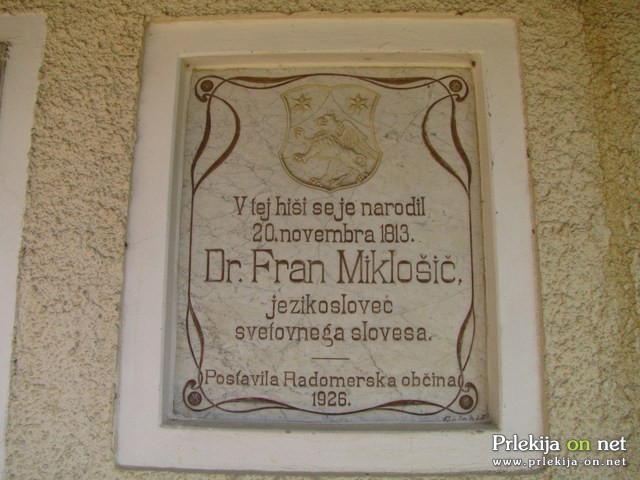 V tej hiši se je narodil
20. novembra 1813.
Dr. Fran Miklošič,
jezikoslovec
svetovnega slovesa.
Postavila Radomerska občina
1926.
Prlekija on net
www.prlekija.net